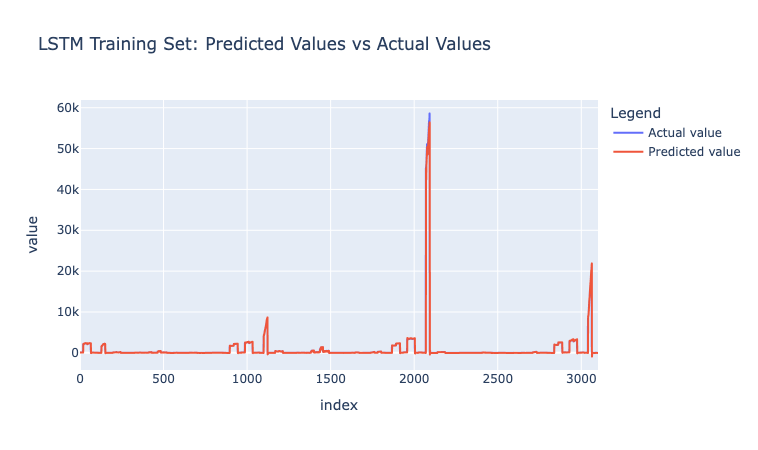 LSTM Training Set: Predicted Values vs Actual Values
Legend
Actual value
Predicted value
60k
50k
40k
30k
20k
10k
0
value
0
500
1000
1500
2000
2500
3000
index